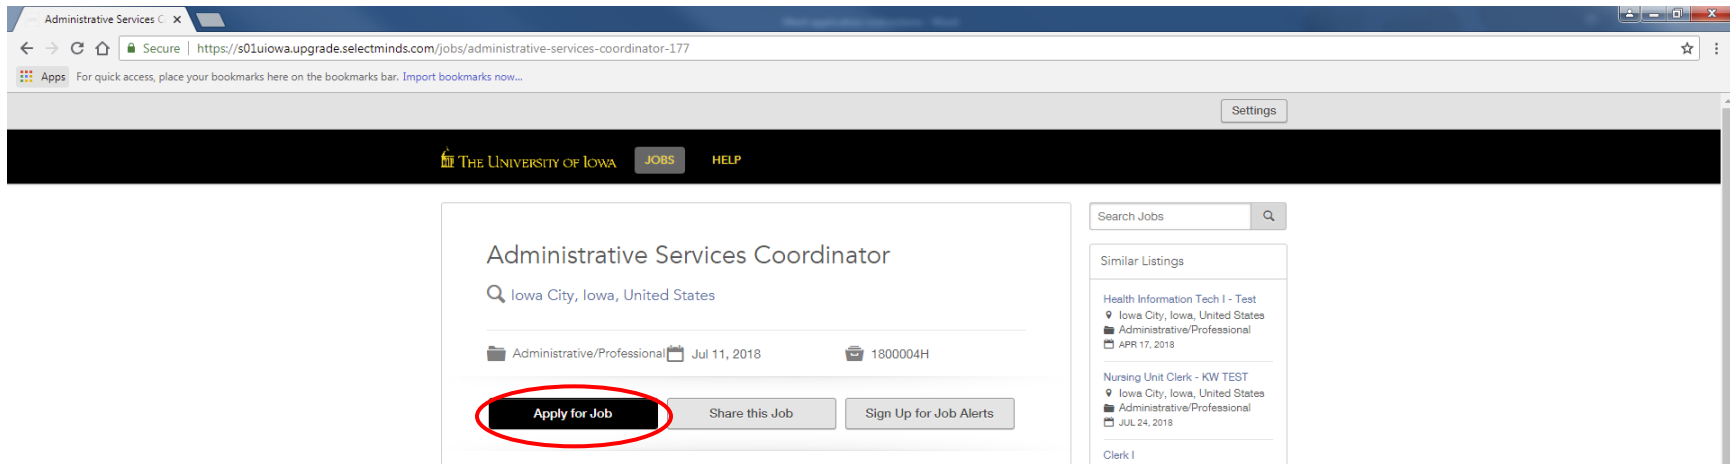 Administrative Services C
Secure | https://s01uiowa.upgrade.selectminds.com/jobs/administrative-services-coordinator-177
Apps For quick access, place your bookmarks here on the bookmarks bar. Import bookmarks now...
Settings
THE UNIVERSITY OF IOWA JOBS HELP
Search Jobs
Administrative Services Coordinator
Iowa City, Iowa, United States
Administrative/Professional Jul 11, 2018 1800004H
Apply for Job Share this Job Sign Up for Job Alerts
Similar Listings
Health Information Tech I - Test
Iowa City, Iowa, United States
Administrative/Professional
APR 17, 2018
Nursing Unit Clerk - KW TEST
Iowa City, Iowa, United States
Administrative/Professional
JUL 24, 2018
Clerk I